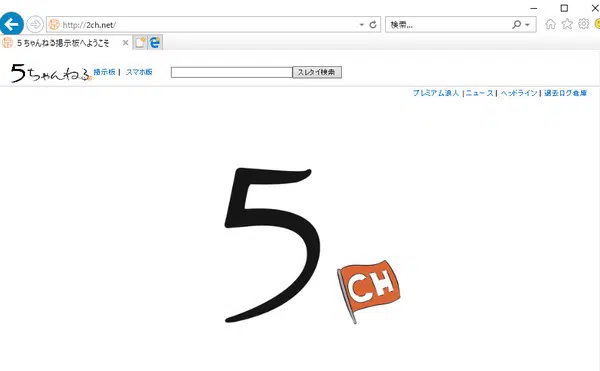 http://2ch.net/
検索...
5ちゃんねる掲示板へようこそ
5ちゃんねる 掲示板 | スマホ版
スレタイ検索
プレミアム浪人 | ニュース | ヘッドライン | 過去ログ倉庫
5
CH